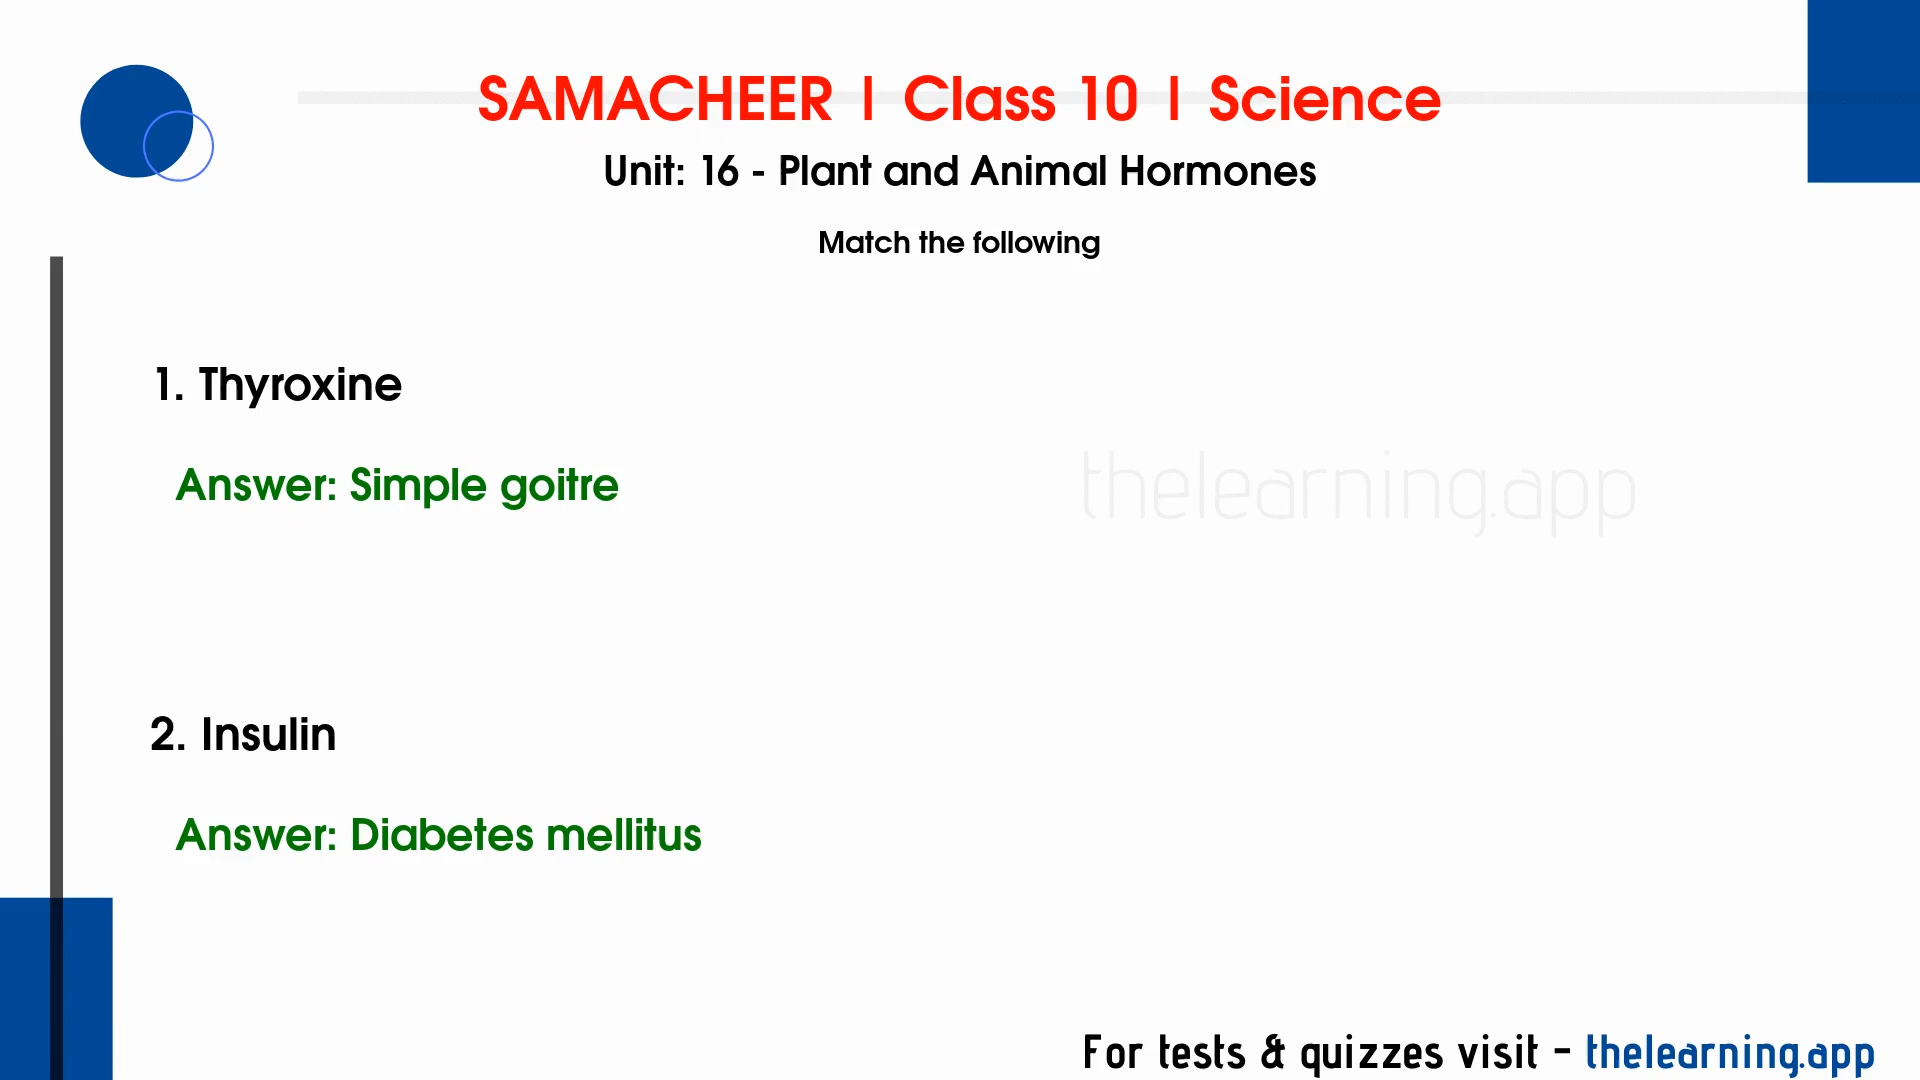 SAMACHEER | Class 10 | Science
Unit: 16 - Plant and Animal Hormones
Match the following
1. Thyroxine
Answer: Simple goitre
thelearning.app
2. Insulin
Answer: Diabetes mellitus
For tests & quizzes visit - thelearning.app